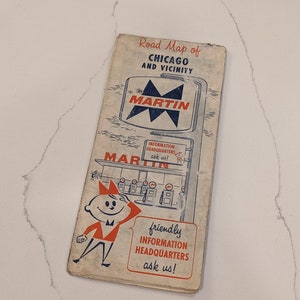 Road Map of
CHICAGO
AND VICINITY
MARTIN
INFORMATION
HEADQUARTERS
ask us!
MARTIN
friendly
INFORMATION
HEADQUARTERS
ask us!